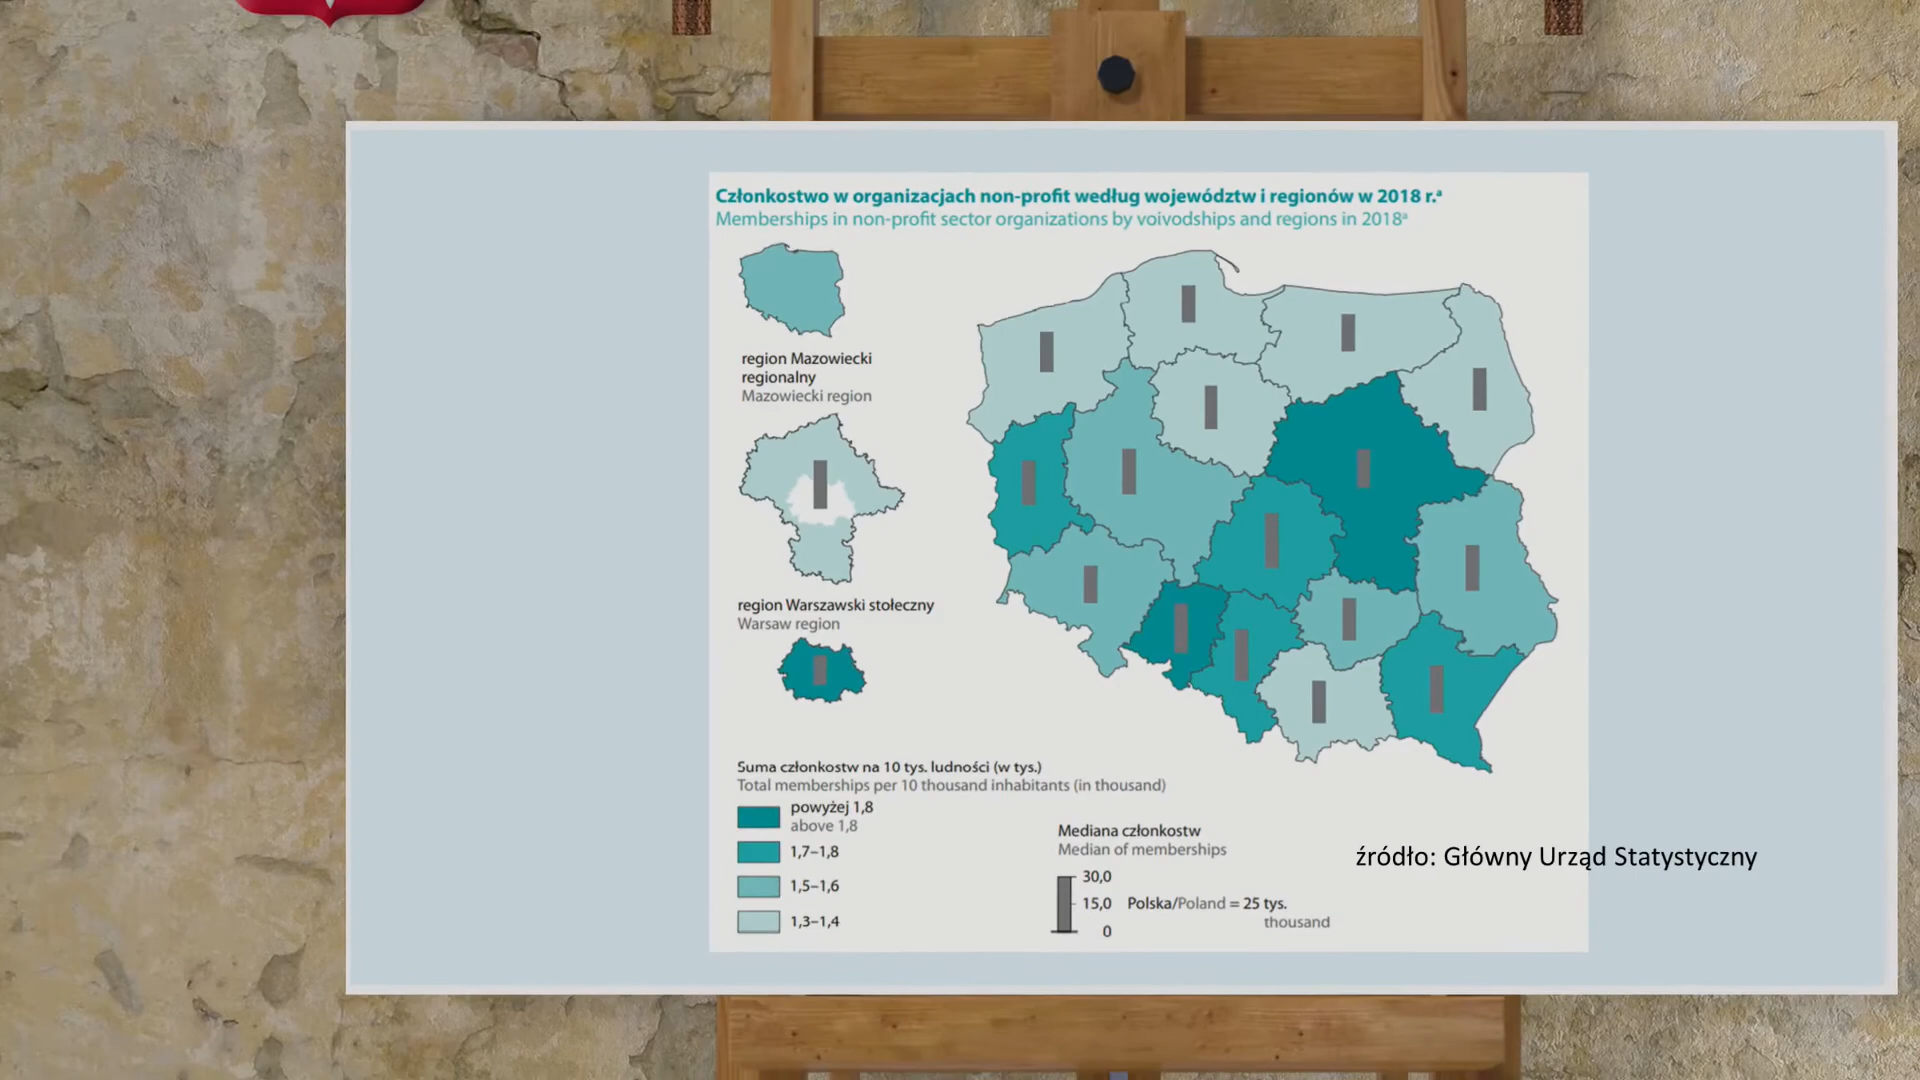 Członkostwo w organizacjach non-profit według województw i regionów w 2018 r.ᵃ
Memberships in non-profit sector organizations by voivodships and regions in 2018ᵃ
region Mazowiecki
regionalny
Mazowiecki region
region Warszawski stołeczny
Warsaw region
Suma członkostw na 10 tys. ludności (w tys.)
Total memberships per 10 thousand inhabitants (in thousand)
powyżej 1,8
above 1,8
1,7–1,8
1,5–1,6
1,3–1,4
Mediana członkostw
Median of memberships
30,0
15,0
0
Polska/Poland = 25 tys.
thousand
źródło: Główny Urząd Statystyczny